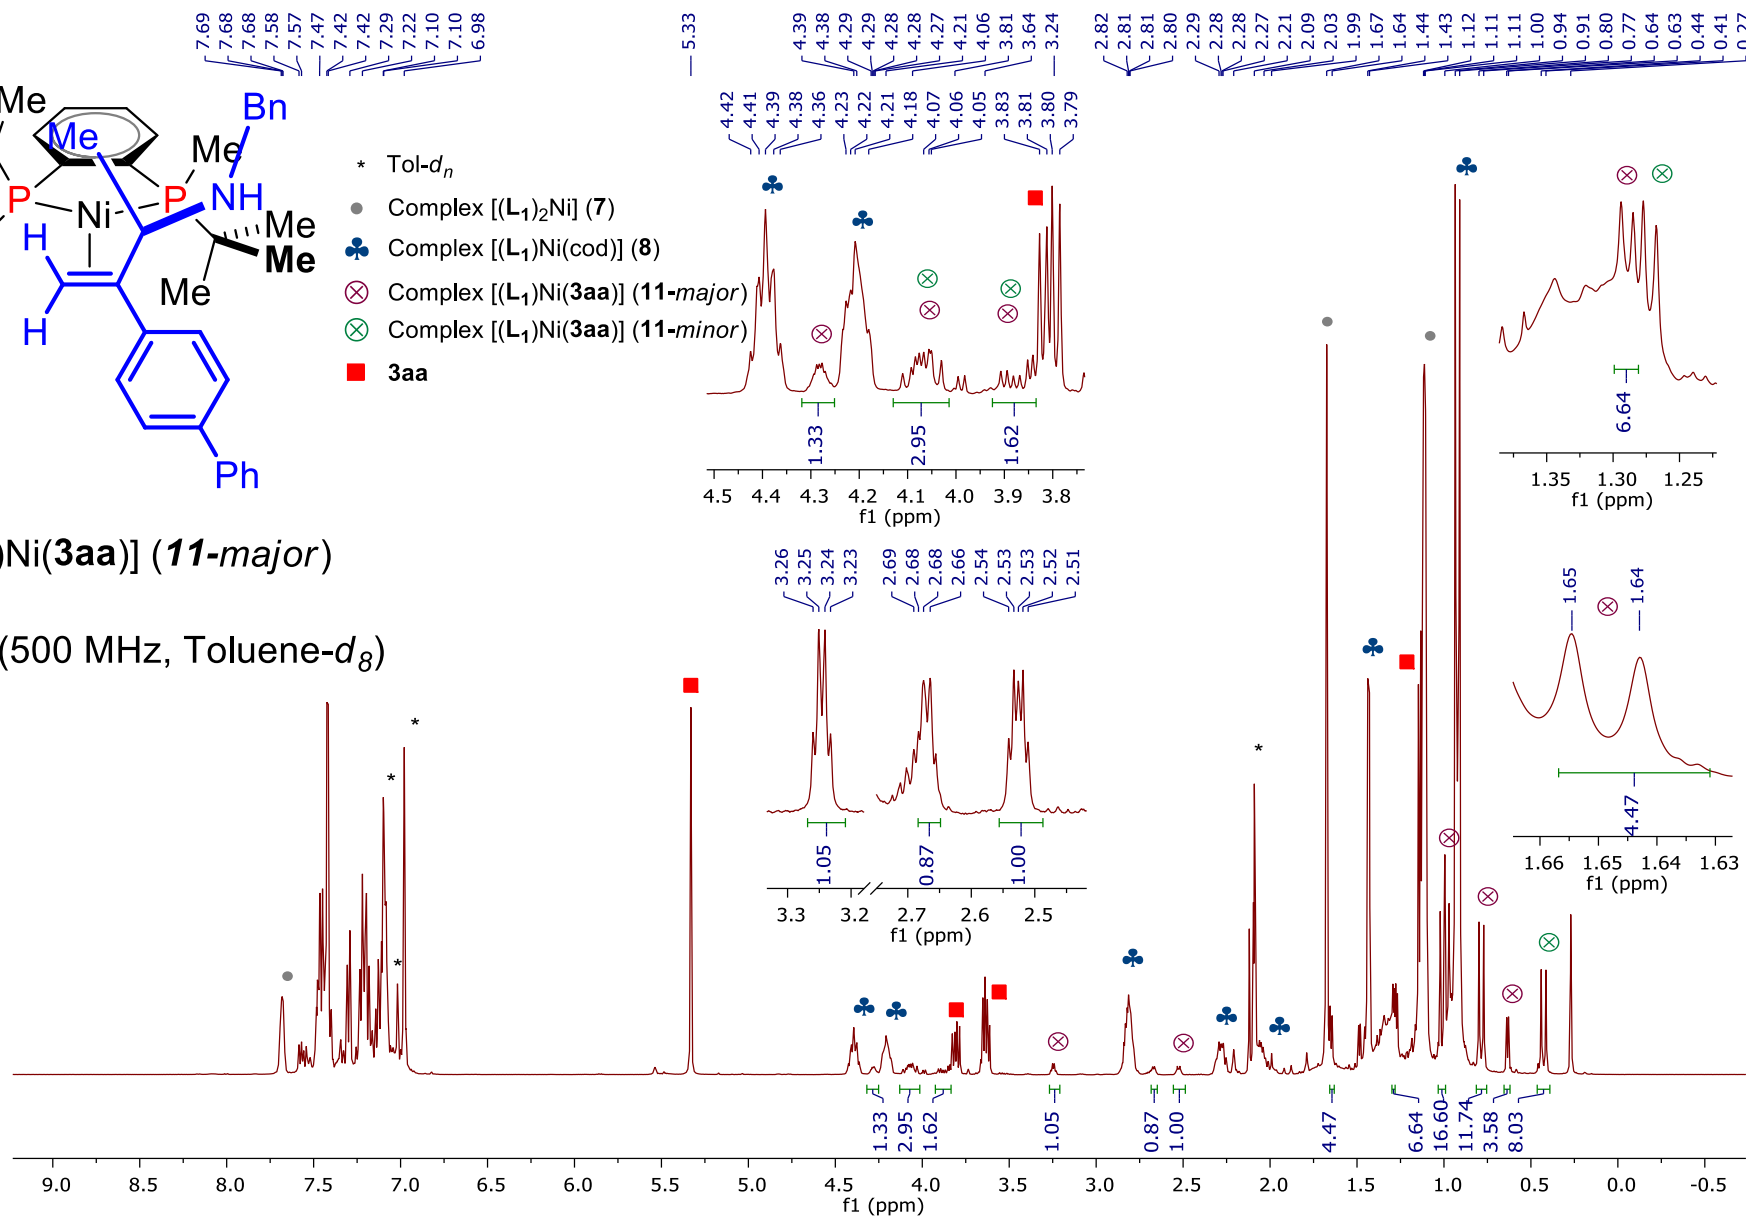 7.69 7.68 7.68 7.58 7.57 7.47 7.42 7.42 7.29 7.22 7.10 7.10 6.98 5.33 4.39 4.38 4.29 4.29 4.28 4.28 4.27 4.21 4.06 3.81 3.64 3.24 2.82 2.81 2.81 2.80 2.29 2.28 2.28 2.27 2.21 2.09 2.03 1.99 1.67 1.64 1.44 1.43 1.12 1.11 1.11 1.00 0.94 0.91 0.80 0.77 0.64 0.63 0.44 0.41 0.27
Me
Me
Bn
Me
P
Ni
P
NH
H
Me
Me
Me
H
Ph
* Tol-dn
Complex [(L1)2Ni] (7)
Complex [(L1)Ni(cod)] (8)
Complex [(L1)Ni(3aa)] (11-major)
Complex [(L1)Ni(3aa)] (11-minor)
3aa
4.42 4.41 4.39 4.38 4.36 4.23 4.22 4.21 4.18 4.07 4.06 4.05 3.83 3.81 3.80 3.79
1.33 2.95 1.62
4.5 4.4 4.3 4.2 4.1 4.0 3.9 3.8
f1 (ppm)
6.64
1.35 1.30 1.25
f1 (ppm)
)Ni(3aa)] (11-major)
(500 MHz, Toluene-d8)
3.26 3.25 3.24 3.23 2.69 2.68 2.68 2.66 2.54 2.53 2.53 2.52 2.51
1.05 0.87 1.00
3.3 3.2 2.7 2.6 2.5
f1 (ppm)
1.65 1.64
4.47
1.66 1.65 1.64 1.63
f1 (ppm)
*
*
*
*
1.33 2.95 1.62 1.05 0.87 1.00 4.47 6.64 16.60 11.74 3.58 8.03
9.0 8.5 8.0 7.5 7.0 6.5 6.0 5.5 5.0 4.5 4.0 3.5 3.0 2.5 2.0 1.5 1.0 0.5 0.0 -0.5
f1 (ppm)